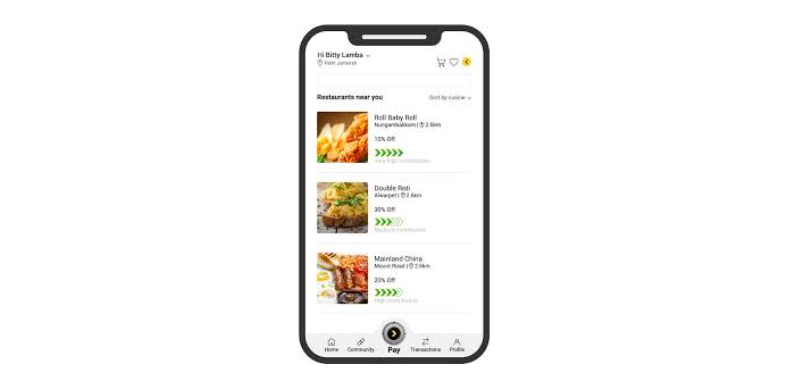 Hi Bitty Lamba
Palm Jumeirah
Restaurants near you
Sort by cuisine
Roll Baby Roll
Nungambakkam | 2.6km
10% Off
Very high contribution
Double Roti
Alwarpet | 2.6km
30% Off
Medium contribution
Mainland China
Mount Road | 2.6km
20% Off
High contribution
Home
Community
Pay
Transactions
Profile